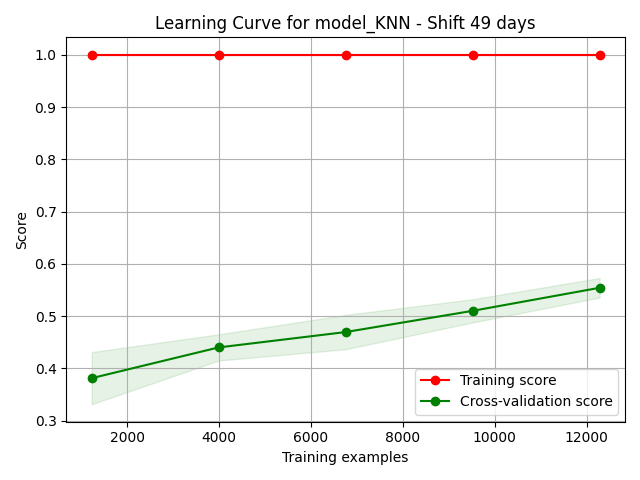 Learning Curve for model_KNN - Shift 49 days
1.0
0.9
0.8
0.7
0.6
0.5
0.4
0.3
Score
Training score
Cross-validation score
2000 4000 6000 8000 10000 12000
Training examples